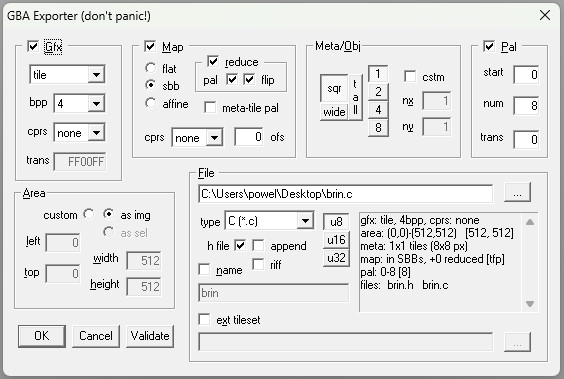 GBA Exporter (don't panic!)
Gfx
tile
bpp 4
cprs none
trans FF00FF
Map
flat
sbb
affine
reduce
pal flip
meta-tile pal
cprs none 0 ofs
Meta/Obj
sqr
tall
wide
1
2
4
8
cstm
nx 1
ny 1
Pal
start 0
num 8
trans 0
Area
custom as img
as sel
left 0
top 0
width 512
height 512
OK Cancel Validate
File
C:\Users\powel\Desktop\brin.c ...
type C (*.c)
h file append
riff
name
brin
u8
u16
u32
gfx: tile, 4bpp, cprs: none
area: (0,0)-(512,512) [512, 512]
meta: 1x1 tiles (8x8 px)
map: in SBBs, +0 reduced [tfp]
pal: 0-8 [8]
files: brin.h brin.c
ext tileset
...